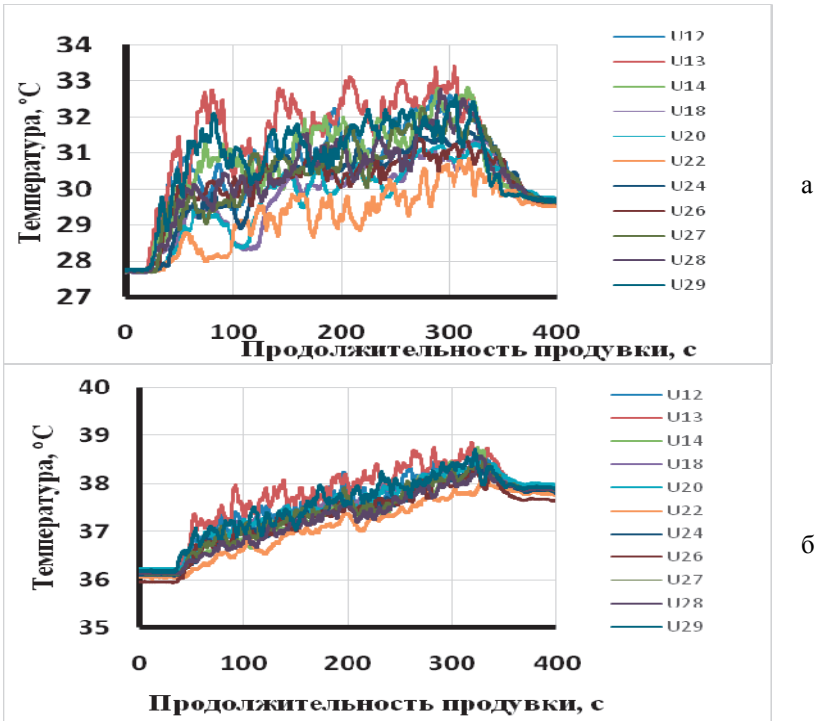 Температура, °С
34
33
32
31
30
29
28
27
0
100
200
300
400
Продолжительность продувки, с
U12
U13
U14
U18
U20
U22
U24
U26
U27
U28
U29
а
Температура, °С
40
39
38
37
36
35
0
100
200
300
400
Продолжительность продувки, с
U12
U13
U14
U18
U20
U22
U24
U26
U27
U28
U29
б